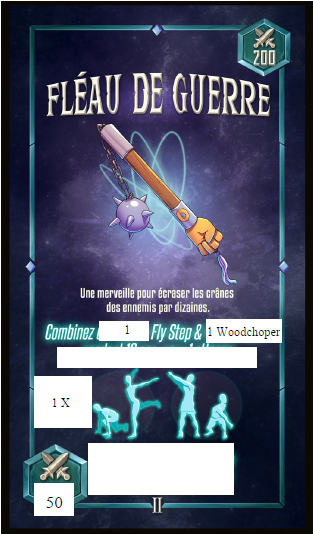 200
FLÉAU DE GUERRE
Une merveille pour écraser les crânes
des ennemis par dizaines.
Combinez 1 Fly Step & 1 Woodchoper
1 X
50
II